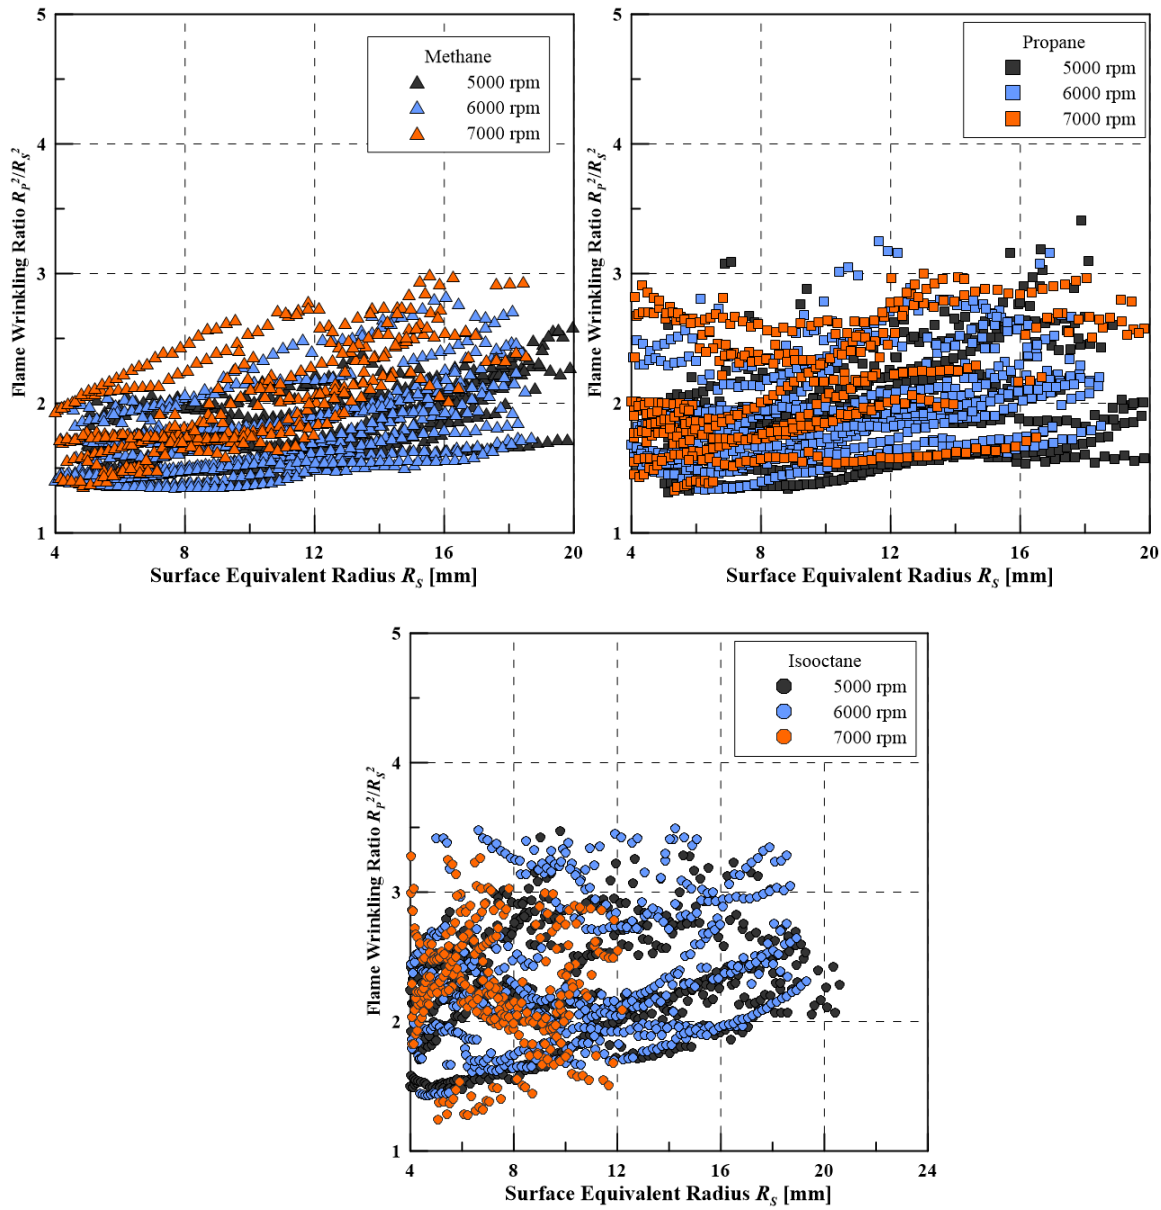 Methane
5000 rpm
6000 rpm
7000 rpm
5
4
3
2
1
Flame Wrinkling Ratio R_P^2/R_S^2
4
8
12
16
20
Surface Equivalent Radius R_S [mm]
Propane
5000 rpm
6000 rpm
7000 rpm
5
4
3
2
1
Flame Wrinkling Ratio R_P^2/R_S^2
4
8
12
16
20
Surface Equivalent Radius R_S [mm]
Isooctane
5000 rpm
6000 rpm
7000 rpm
5
4
3
2
1
Flame Wrinkling Ratio R_P^2/R_S^2
4
8
12
16
20
24
Surface Equivalent Radius R_S [mm]